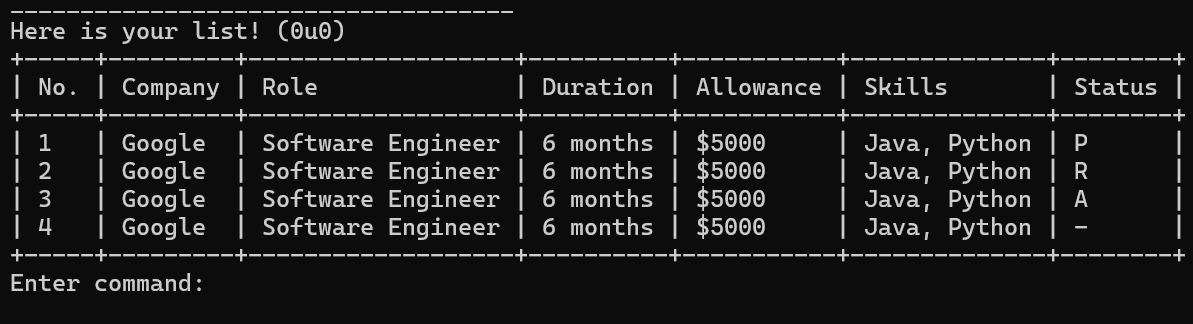 ____________________________________
Here is your list! (0u0)
+-----+---------+-------------------+----------+-----------+---------------+--------+
| No. | Company | Role              | Duration | Allowance | Skills       | Status |
+-----+---------+-------------------+----------+-----------+---------------+--------+
| 1   | Google  | Software Engineer | 6 months | $5000     | Java, Python | P      |
| 2   | Google  | Software Engineer | 6 months | $5000     | Java, Python | R      |
| 3   | Google  | Software Engineer | 6 months | $5000     | Java, Python | A      |
| 4   | Google  | Software Engineer | 6 months | $5000     | Java, Python | -      |
+-----+---------+-------------------+----------+-----------+---------------+--------+
Enter command: